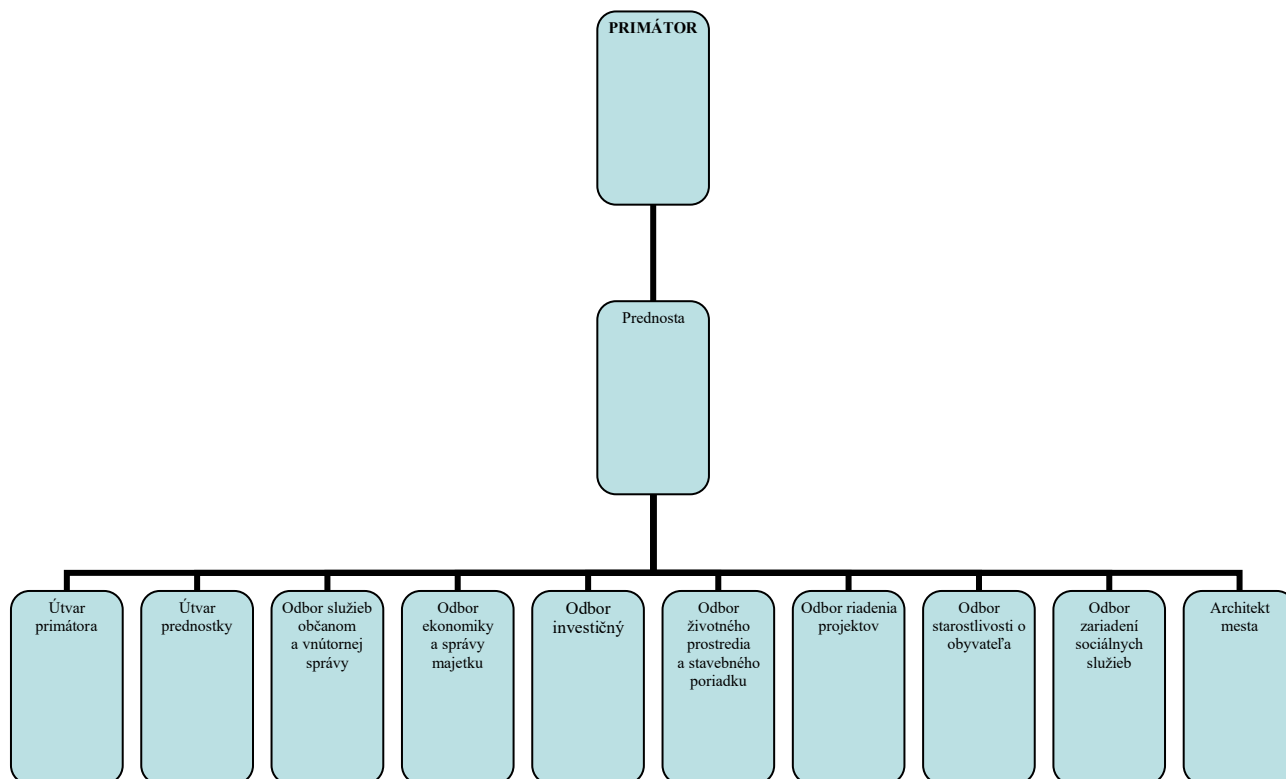 PRIMÁTOR
Prednosta
Útvar
primátora
Útvar
prednostky
Odbor služieb
občanom
a vnútornej
správy
Odbor
ekonomiky
a správy
majetku
Odbor
investičný
Odbor
životného
prostredia
a stavebného
poriadku
Odbor riadenia
projektov
Odbor
starostlivosti o
obyvateľa
Odbor
zariadení
sociálnych
služieb
Architekt
mesta